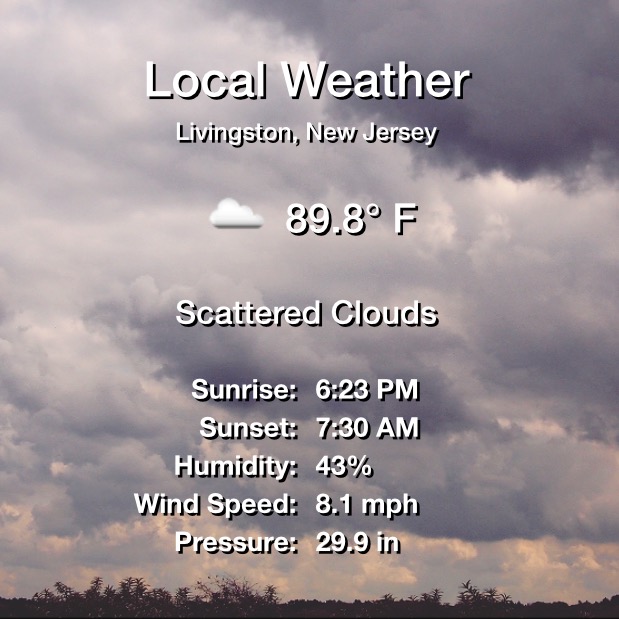 Local Weather
Livingston, New Jersey
89.8° F
Scattered Clouds
Sunrise: 6:23 PM
Sunset: 7:30 AM
Humidity: 43%
Wind Speed: 8.1 mph
Pressure: 29.9 in